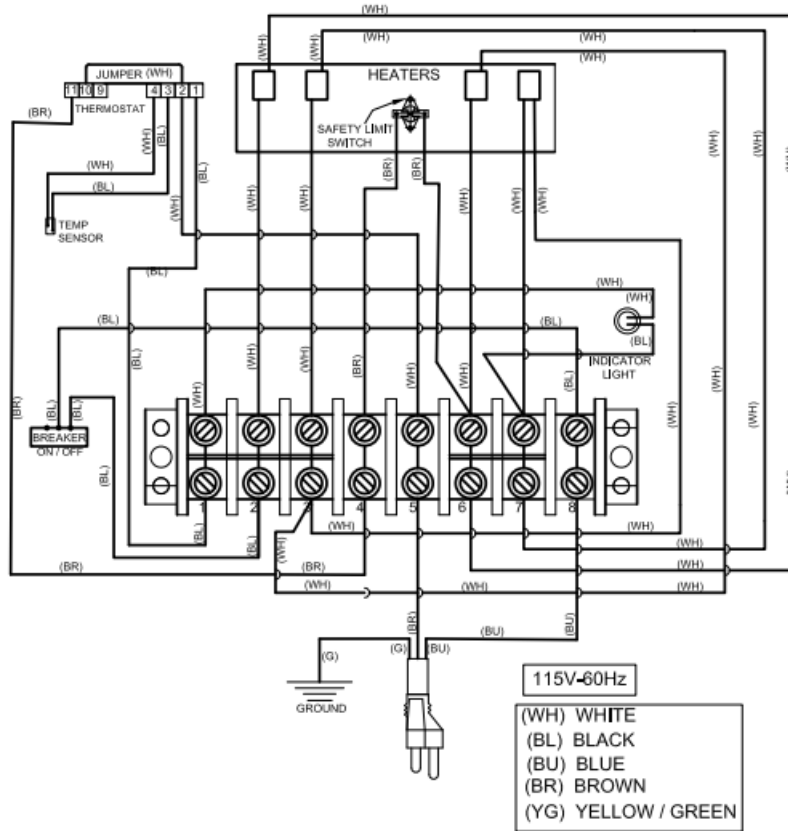 (WH)
(WH)
(WH)
(WH)
(WH)
JUMPER (WH)
HEATERS
11 10 9 4 3 2 1
THERMOSTAT
(BR)
SAFETY LIMIT
SWITCH
(WH)
(BL)
(BR)
(BR)
(WH)
(WH)
(BL)
(BL)
(WH)
TEMP
SENSOR
(WH)
(WH)
(WH)
(WH)
(WH)
(WH)
(WH)
(BL)
(WH)
(WH)
(BL)
(BL)
(BL)
INDICATOR
LIGHT
(BL)
(WH)
(WH)
(WH)
(BR)
(WH)
(WH)
(BL)
(BR)
(BL)
(BL)
BREAKER
ON / OFF
(BL)
(WH)
1 2 3 4 5 6 7 8
(BL)
(BL)
(WH)
(WH)
(WH)
(WH)
(BR)
(BR)
(WH)
(WH)
(WH)
(WH)
(WH)
(BR)
(BU)
(G)
(G)
(BU)
(BU)
GROUND
115V-60Hz
(WH) WHITE
(BL) BLACK
(BU) BLUE
(BR) BROWN
(YG) YELLOW / GREEN